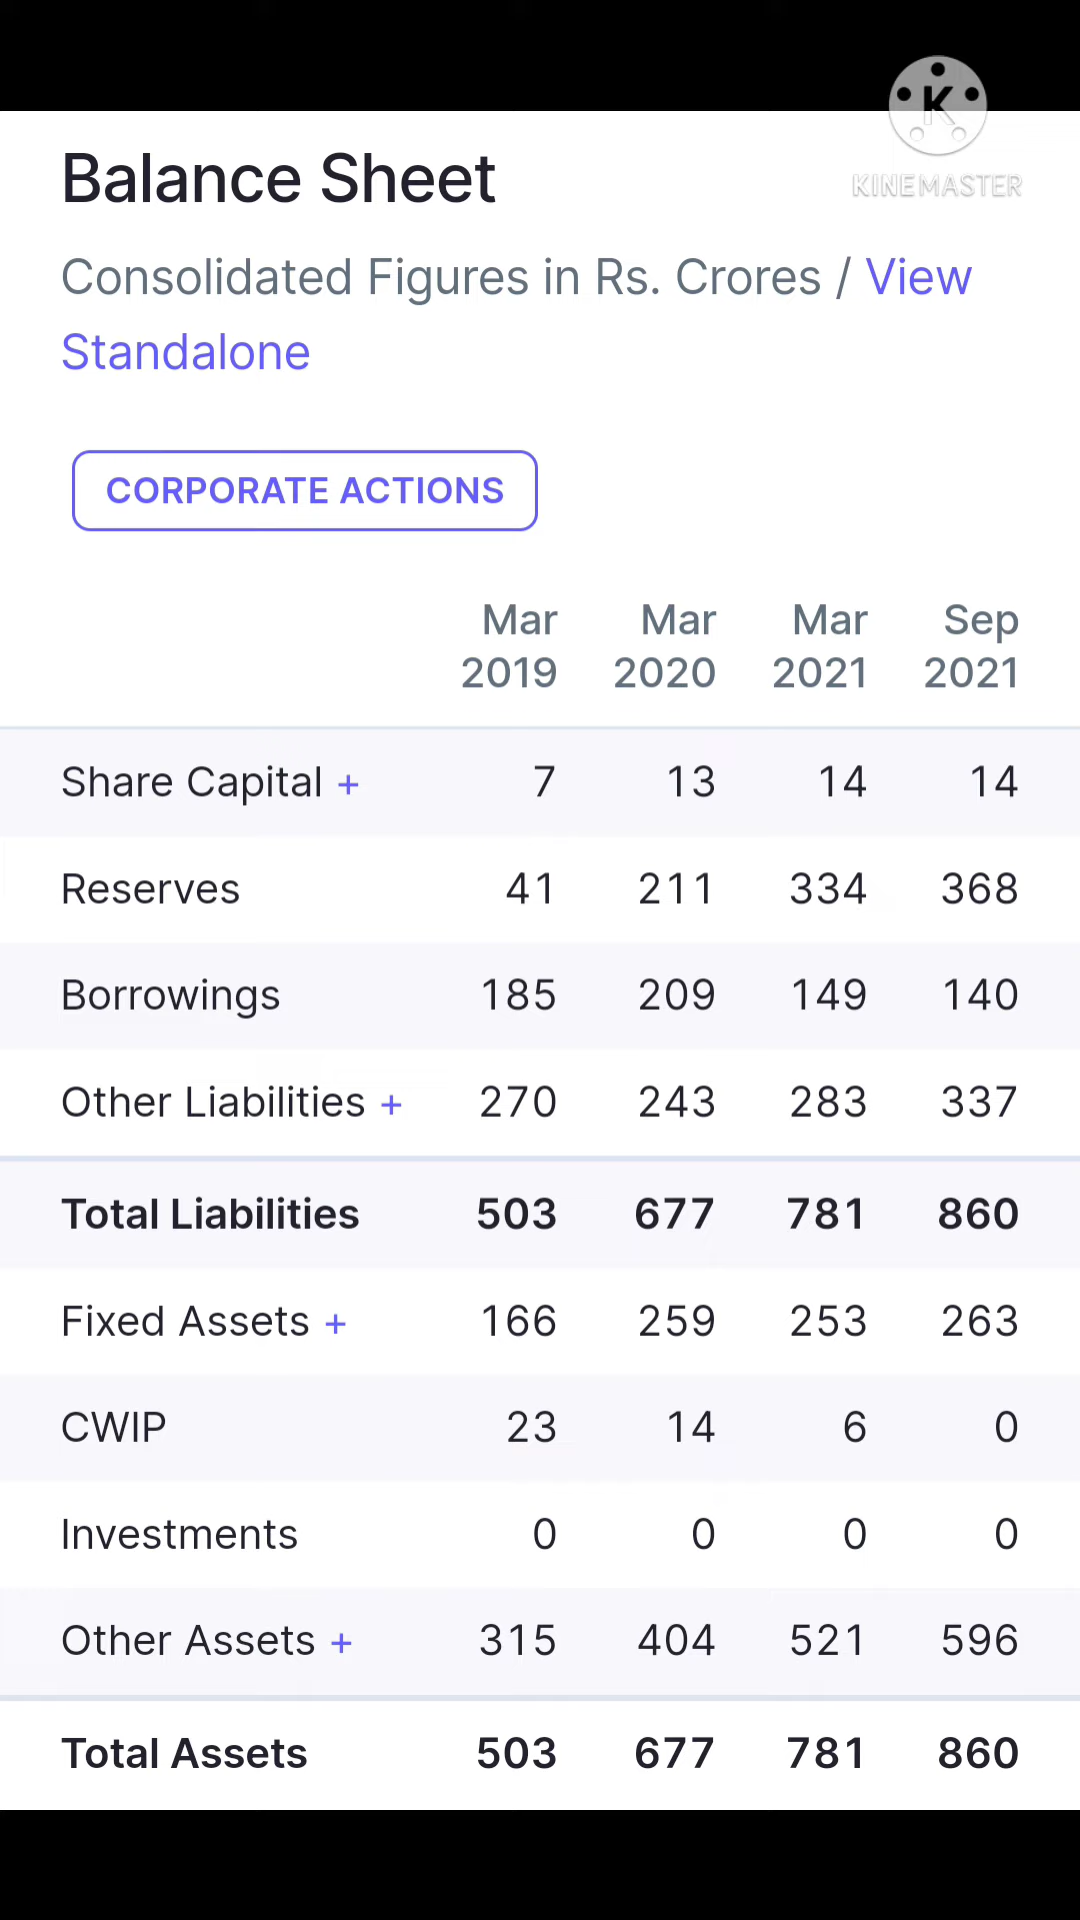 K
KINEMASTER
Balance Sheet
Consolidated Figures in Rs. Crores / View
Standalone
CORPORATE ACTIONS
Mar Mar Mar Sep
2019 2020 2021 2021
Share Capital + 7 13 14 14
Reserves 41 211 334 368
Borrowings 185 209 149 140
Other Liabilities + 270 243 283 337
Total Liabilities 503 677 781 860
Fixed Assets + 166 259 253 263
CWIP 23 14 6 0
Investments 0 0 0 0
Other Assets + 315 404 521 596
Total Assets 503 677 781 860